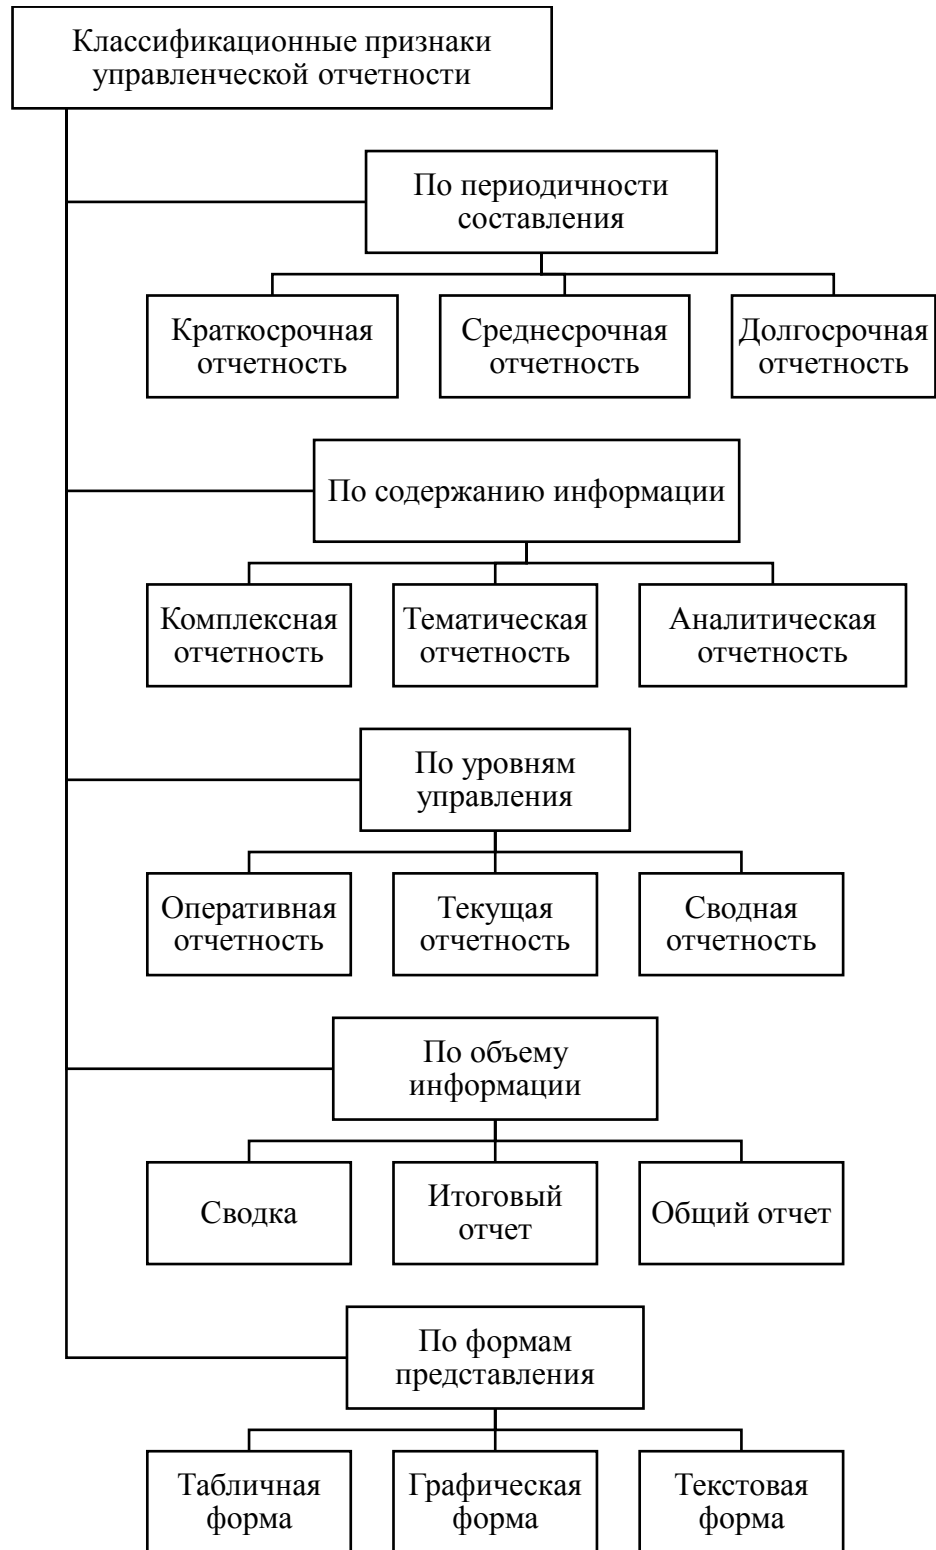 Классификационные признаки
управленческой отчетности
По периодичности
составления
Краткосрочная
отчетность
Среднесрочная
отчетность
Долгосрочная
отчетность
По содержанию информации
Комплексная
отчетность
Тематическая
отчетность
Аналитическая
отчетность
По уровням
управления
Оперативная
отчетность
Текущая
отчетность
Сводная
отчетность
По объему
информации
Сводка
Итоговый
отчет
Общий отчет
По формам
представления
Табличная
форма
Графическая
форма
Текстовая
форма